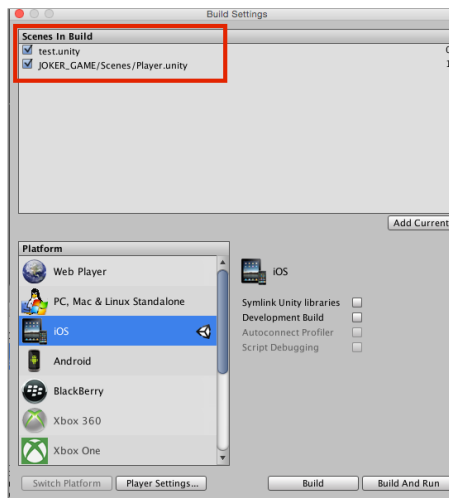 Build Settings
Scenes In Build
test.unity
0
JOKER_GAME/Scenes/Player.unity
1
Add Current
Platform
Web Player
PC, Mac & Linux Standalone
iOS
Android
BlackBerry
Xbox 360
Xbox One
iOS
Symlink Unity libraries
Development Build
Autoconnect Profiler
Script Debugging
Switch Platform
Player Settings...
Build
Build And Run